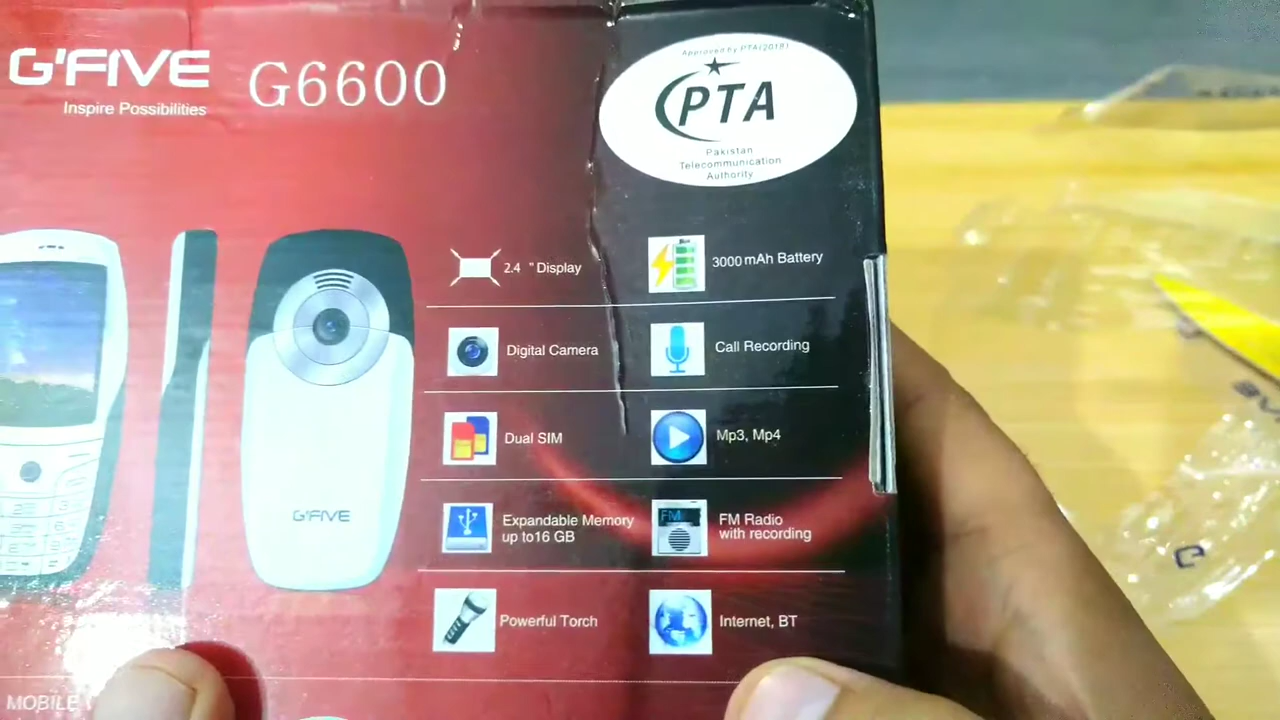 G'FIVE
Inspire Possibilities
G6600
Approved by PTA(2018)
PTA
Pakistan
Telecommunication
Authority
2.4 " Display
3000 mAh Battery
Digital Camera
Call Recording
Dual SIM
Mp3, Mp4
G'FIVE
Expandable Memory
up to16 GB
FM
FM Radio
with recording
Powerful Torch
Internet, BT
MOBILE